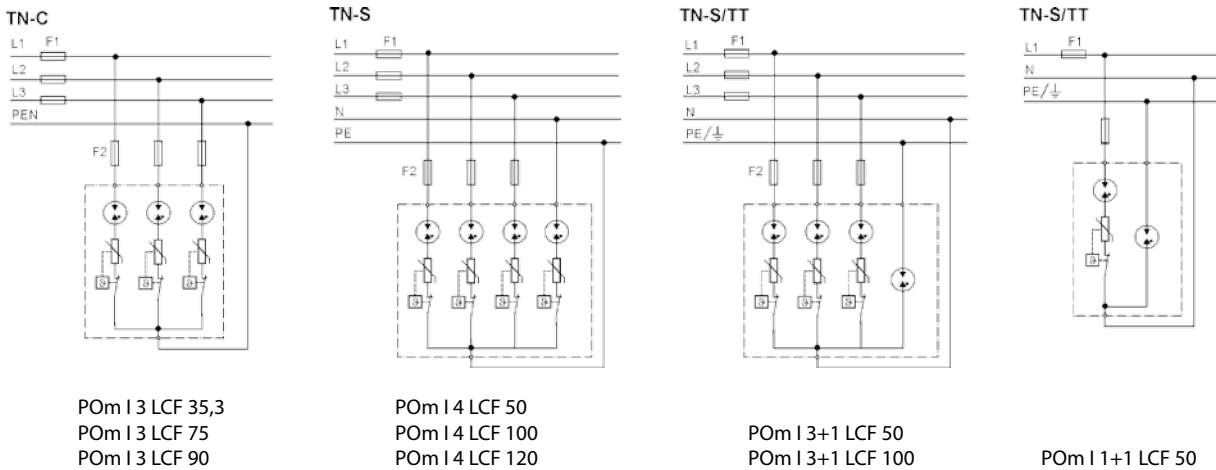 TN-C
L1 F1
L2
L3
PEN
F2
ϑ ϑ ϑ
POm I 3 LCF 35,3
POm I 3 LCF 75
POm I 3 LCF 90
TN-S
L1 F1
L2
L3
N
PE
F2
ϑ ϑ ϑ ϑ
POm I 4 LCF 50
POm I 4 LCF 100
POm I 4 LCF 120
TN-S/TT
L1 F1
L2
L3
N
PE/⏚
F2
ϑ ϑ ϑ
POm I 3+1 LCF 50
POm I 3+1 LCF 100
TN-S/TT
L1 F1
N
PE/⏚
ϑ
POm I 1+1 LCF 50